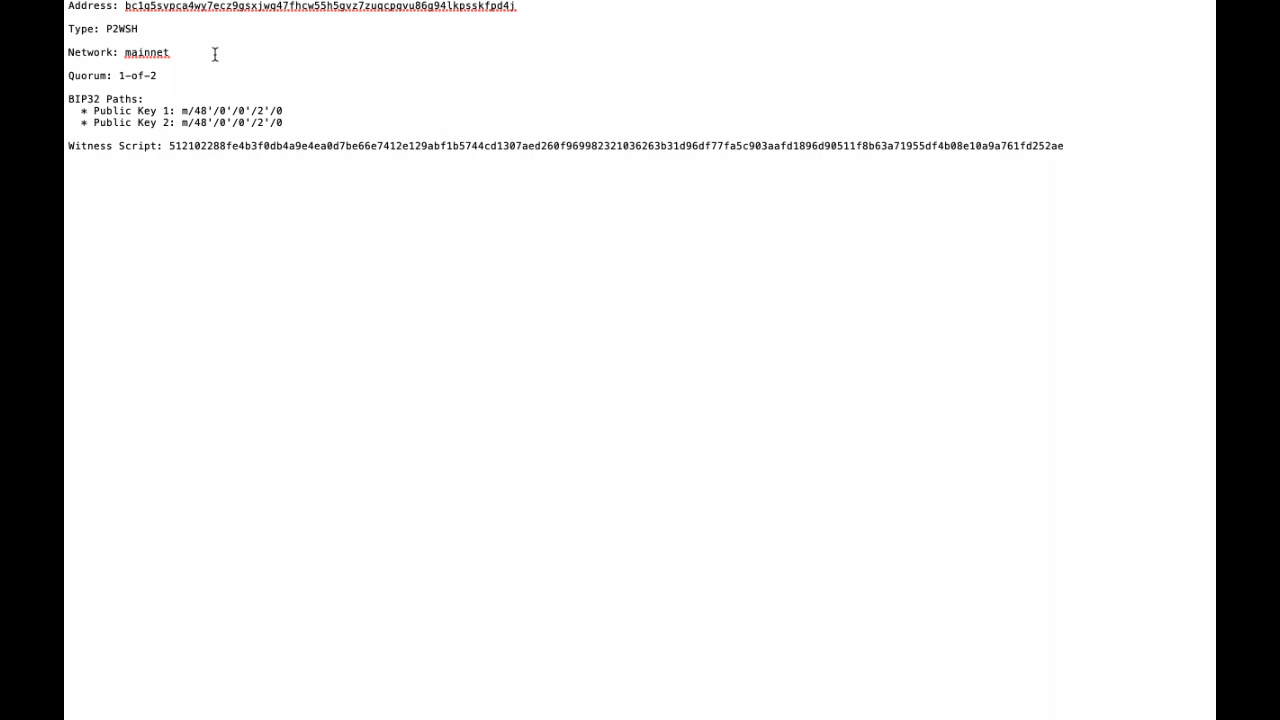 Address: bc1q5svpca4wy7ecz9gsxjwq47fhcw55h5gvz7zuqcpgvu86g94lkpsskfpd4j
Type: P2WSH
Network: mainnet
Quorum: 1-of-2
BIP32 Paths:
* Public Key 1: m/48'/0'/0'/2'/0
* Public Key 2: m/48'/0'/0'/2'/0
Witness Script: 512102288fe4b3f0db4a9e4ea0d7be66e7412e129abf1b5744cd1307aed260f969982321036263b31d96df77fa5c903aafd1896d90511f8b63a71955df4b08e10a9a761fd252ae